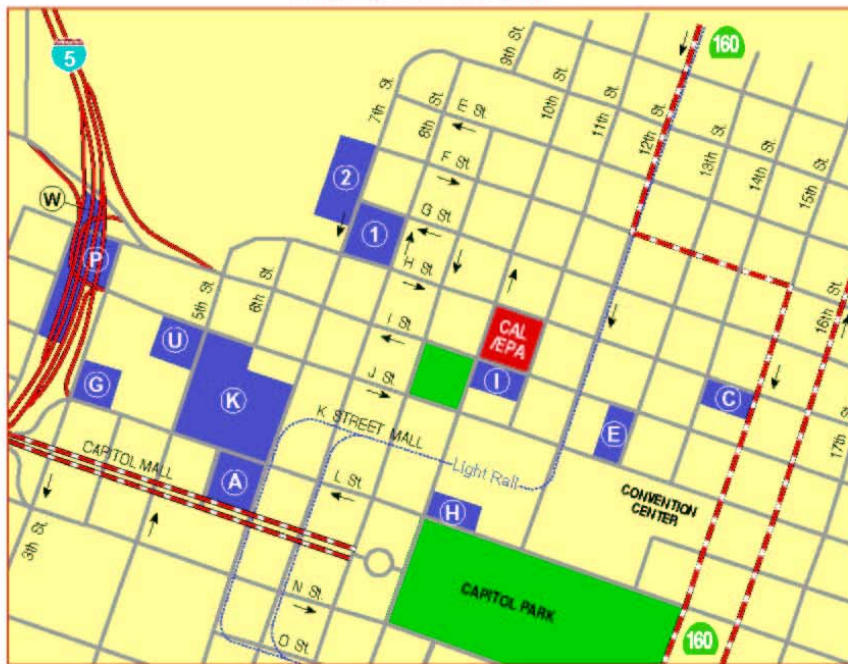 5
160
9th St.
7th St.
8th St.
E St.
10th St.
11th St.
12th St.
13th St.
14th St.
15th St.
F St.
2
W
1
G St.
H St.
P
5th St.
6th St.
I St.
CAL
/EPA
16th St.
U
J St.
I
G
K
K STREET MALL
C
E
17th St.
CAPITOL MALL
Light Rail
A
L St.
H
CONVENTION
CENTER
3th St.
N St.
CAPITOL PARK
O St.
160